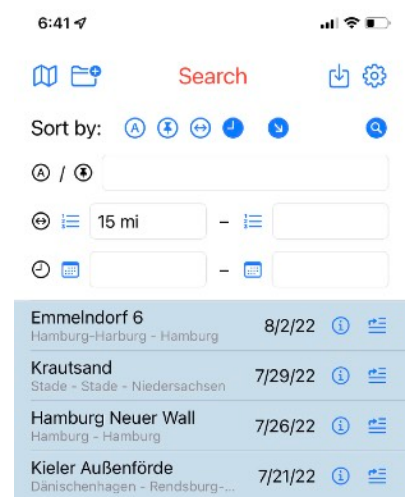 6:41
Search
Sort by: A
A /
15 mi –
–
Emmelndorf 6
Hamburg-Harburg - Hamburg
8/2/22
Krautsand
Stade - Stade - Niedersachsen
7/29/22
Hamburg Neuer Wall
Hamburg - Hamburg
7/26/22
Kieler Außenförde
Dänischenhagen - Rendsburg-...
7/21/22